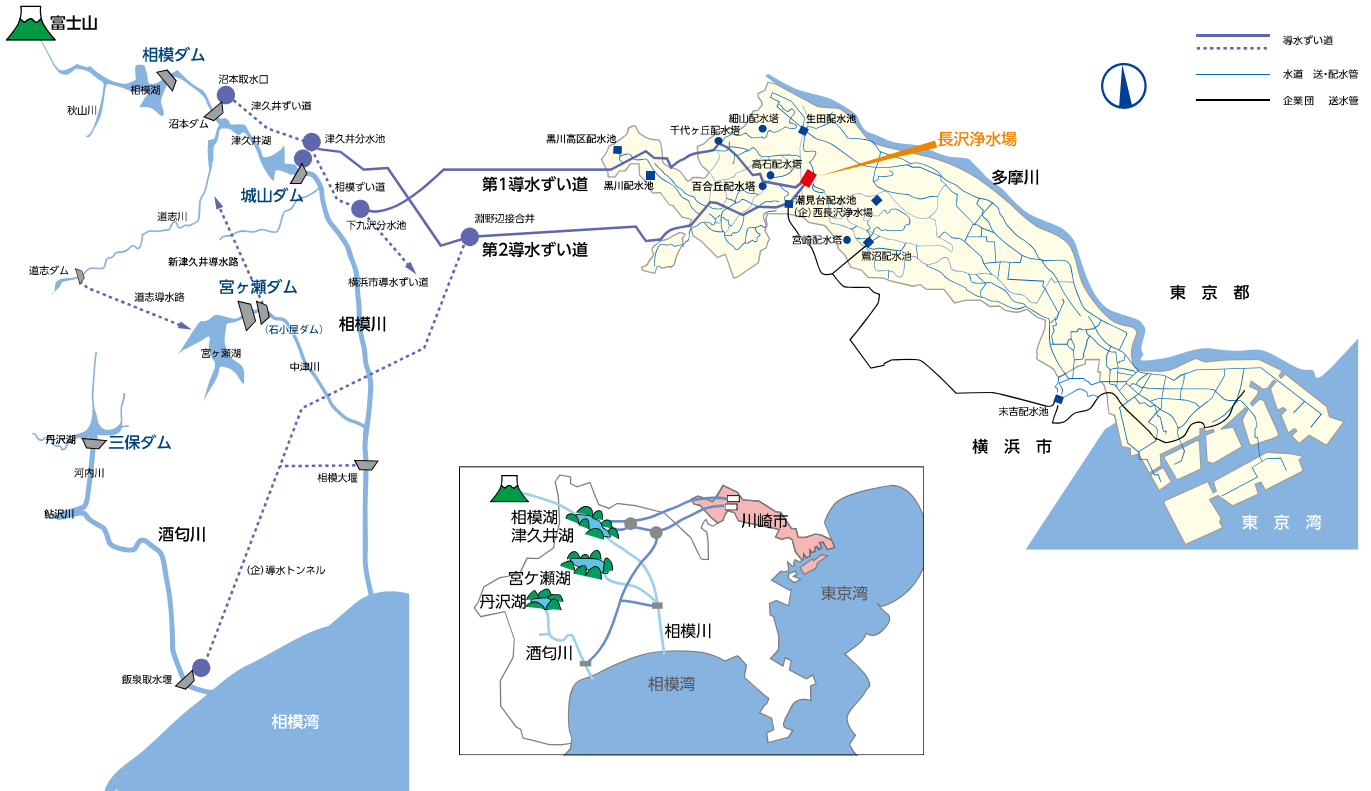 富士山
相模ダム
相模湖
秋山川
沼本取水口
津久井ずい道
沼本ダム
津久井湖
津久井分水池
城山ダム
相模ずい道
下九沢分水池
道志川
新津久井導水路
道志ダム
道志導水路
宮ヶ瀬ダム
(石小屋ダム)
宮ヶ瀬湖
中津川
相模川
横浜市導水ずい道
淵野辺接合井
第1導水ずい道
第2導水ずい道
丹沢湖
三保ダム
河内川
鮎沢川
酒匂川
相模大堰
(企)導水トンネル
飯泉取水堰
相模湾
黒川高区配水池
黒川配水池
千代ヶ丘配水塔
細山配水塔
生田配水池
高石配水塔
百合丘配水塔
潮見台配水池
(企)西長沢浄水場
宮崎配水塔
鷺沼配水池
長沢浄水場
多摩川
末吉配水池
東京都
横浜市
東京湾
導水ずい道
水道 送・配水管
企業団 送水管
相模湖
津久井湖
宮ケ瀬湖
丹沢湖
酒匂川
相模川
相模湾
川崎市
東京湾